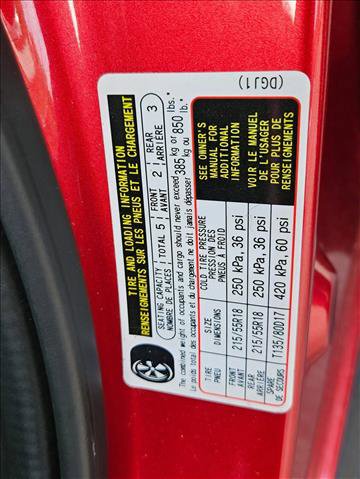 (DGJ1)
TIRE AND LOADING INFORMATION
RENSEIGNEMENTS SUR LES PNEUS ET LE CHARGEMENT
SEATING CAPACITY TOTAL 5 FRONT 2 REAR 3
NOMBRE DE PLACES AVANT ARRIÈRE
The combined weight of occupants and cargo should never exceed 385 kg or 850 lbs.
Le poids total des occupants et du chargement ne doit jamais dépasser kg ou lb.
TIRE SIZE COLD TIRE PRESSURE
PNEU DIMENSIONS PRESSION DES PNEUS À FROID
FRONT AVANT 215/55R18 250 kPa, 36 psi
REAR ARRIÈRE 215/55R18 250 kPa, 36 psi
SPARE DE SECOURS T135/80D17 420 kPa, 60 psi
SEE OWNER'S
MANUAL FOR
ADDITIONAL
INFORMATION
VOIR LE MANUEL
DE L'USAGER
POUR PLUS DE
RENSEIGNEMENTS